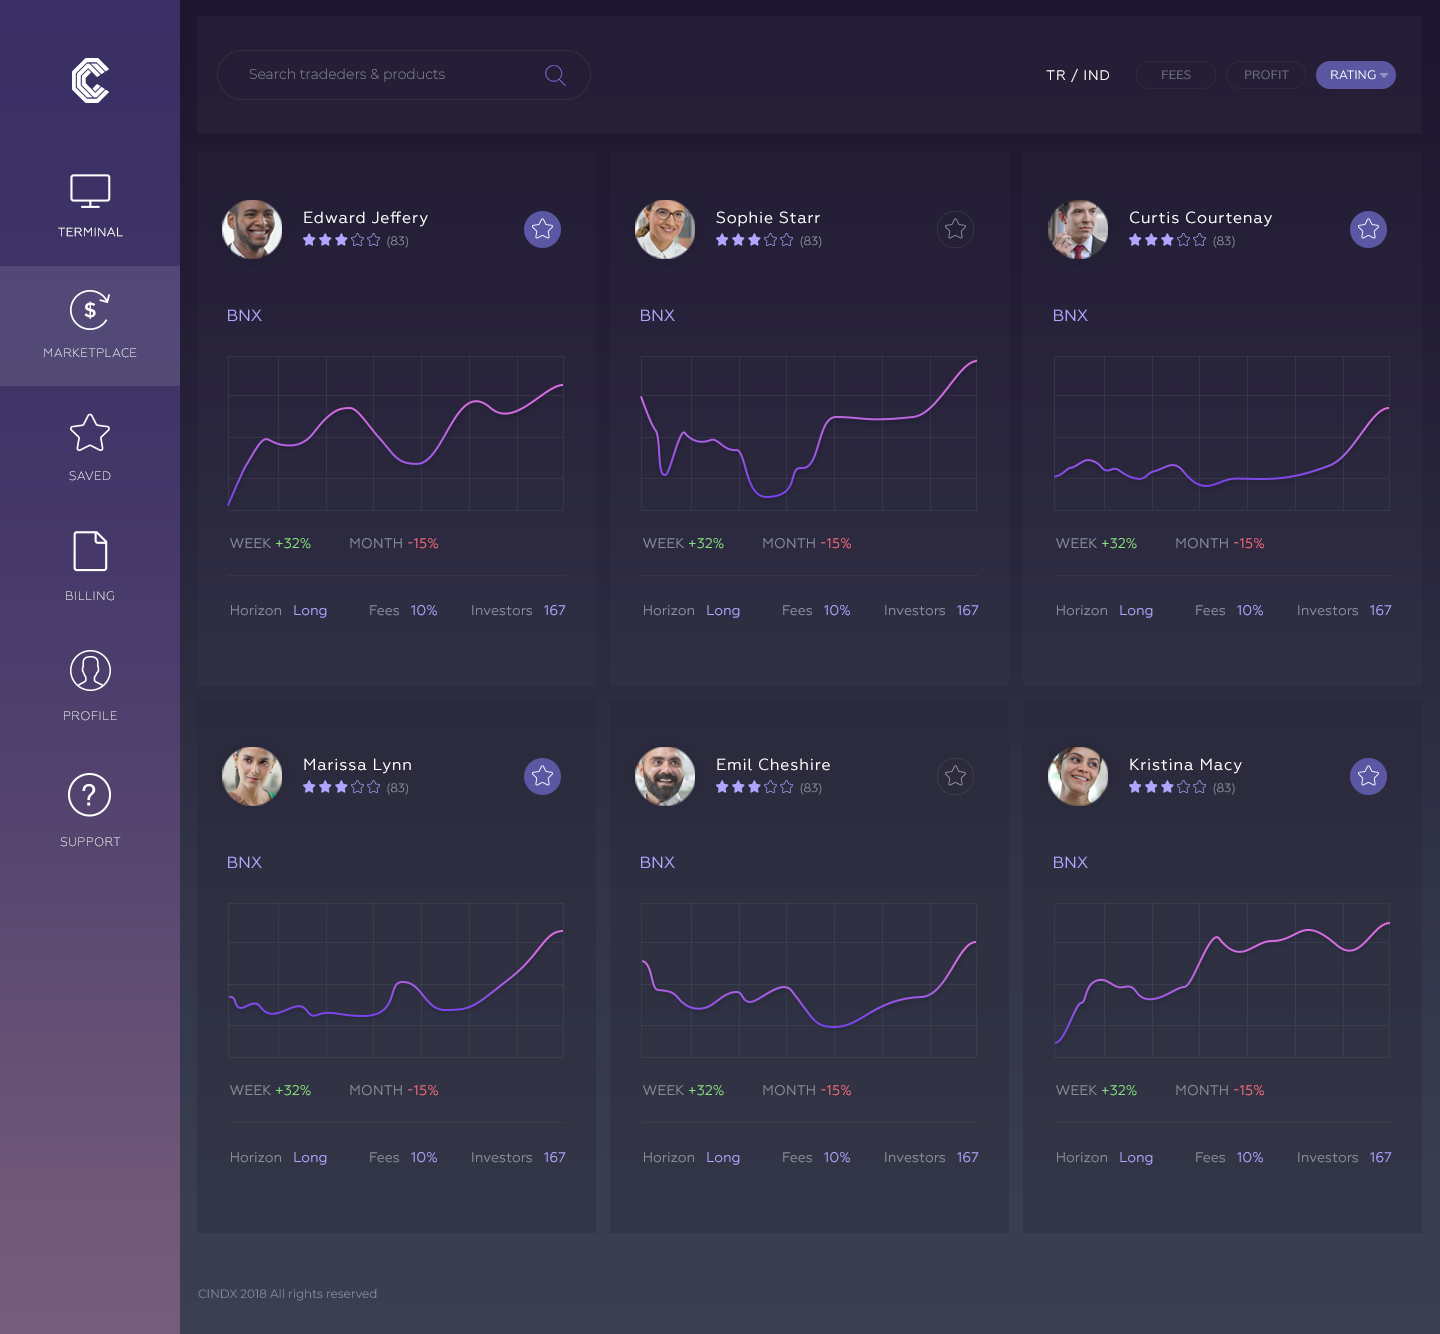 Search tradeders & products
TR / IND
FEES
PROFIT
RATING
TERMINAL
MARKETPLACE
SAVED
BILLING
PROFILE
SUPPORT
Edward Jeffery
(83)
BNX
WEEK +32% MONTH -15%
Horizon Long Fees 10% Investors 167
Sophie Starr
(83)
BNX
WEEK +32% MONTH -15%
Horizon Long Fees 10% Investors 167
Curtis Courtenay
(83)
BNX
WEEK +32% MONTH -15%
Horizon Long Fees 10% Investors 167
Marissa Lynn
(83)
BNX
WEEK +32% MONTH -15%
Horizon Long Fees 10% Investors 167
Emil Cheshire
(83)
BNX
WEEK +32% MONTH -15%
Horizon Long Fees 10% Investors 167
Kristina Macy
(83)
BNX
WEEK +32% MONTH -15%
Horizon Long Fees 10% Investors 167
CINDX 2018 All rights reserved